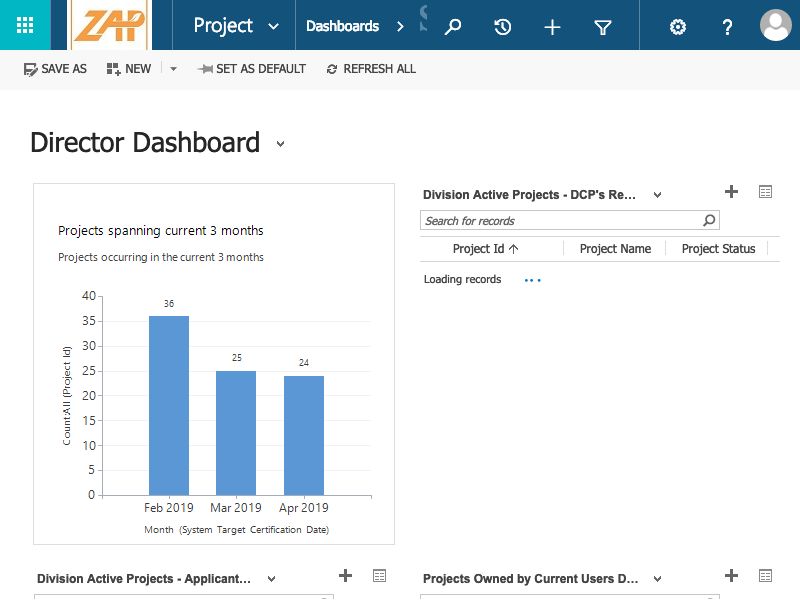 ZAP
Project
Dashboards
SAVE AS
NEW
SET AS DEFAULT
REFRESH ALL
Director Dashboard
Projects spanning current 3 months
Projects occurring in the current 3 months
40
35
30
25
20
15
10
5
0
Count:All (Project Id)
36
25
24
Feb 2019
Mar 2019
Apr 2019
Month (System Target Certification Date)
Division Active Projects - DCP's Re...
Search for records
Project Id ↑
Project Name
Project Status
Loading records ...
Division Active Projects - Applicant...
Projects Owned by Current Users D...